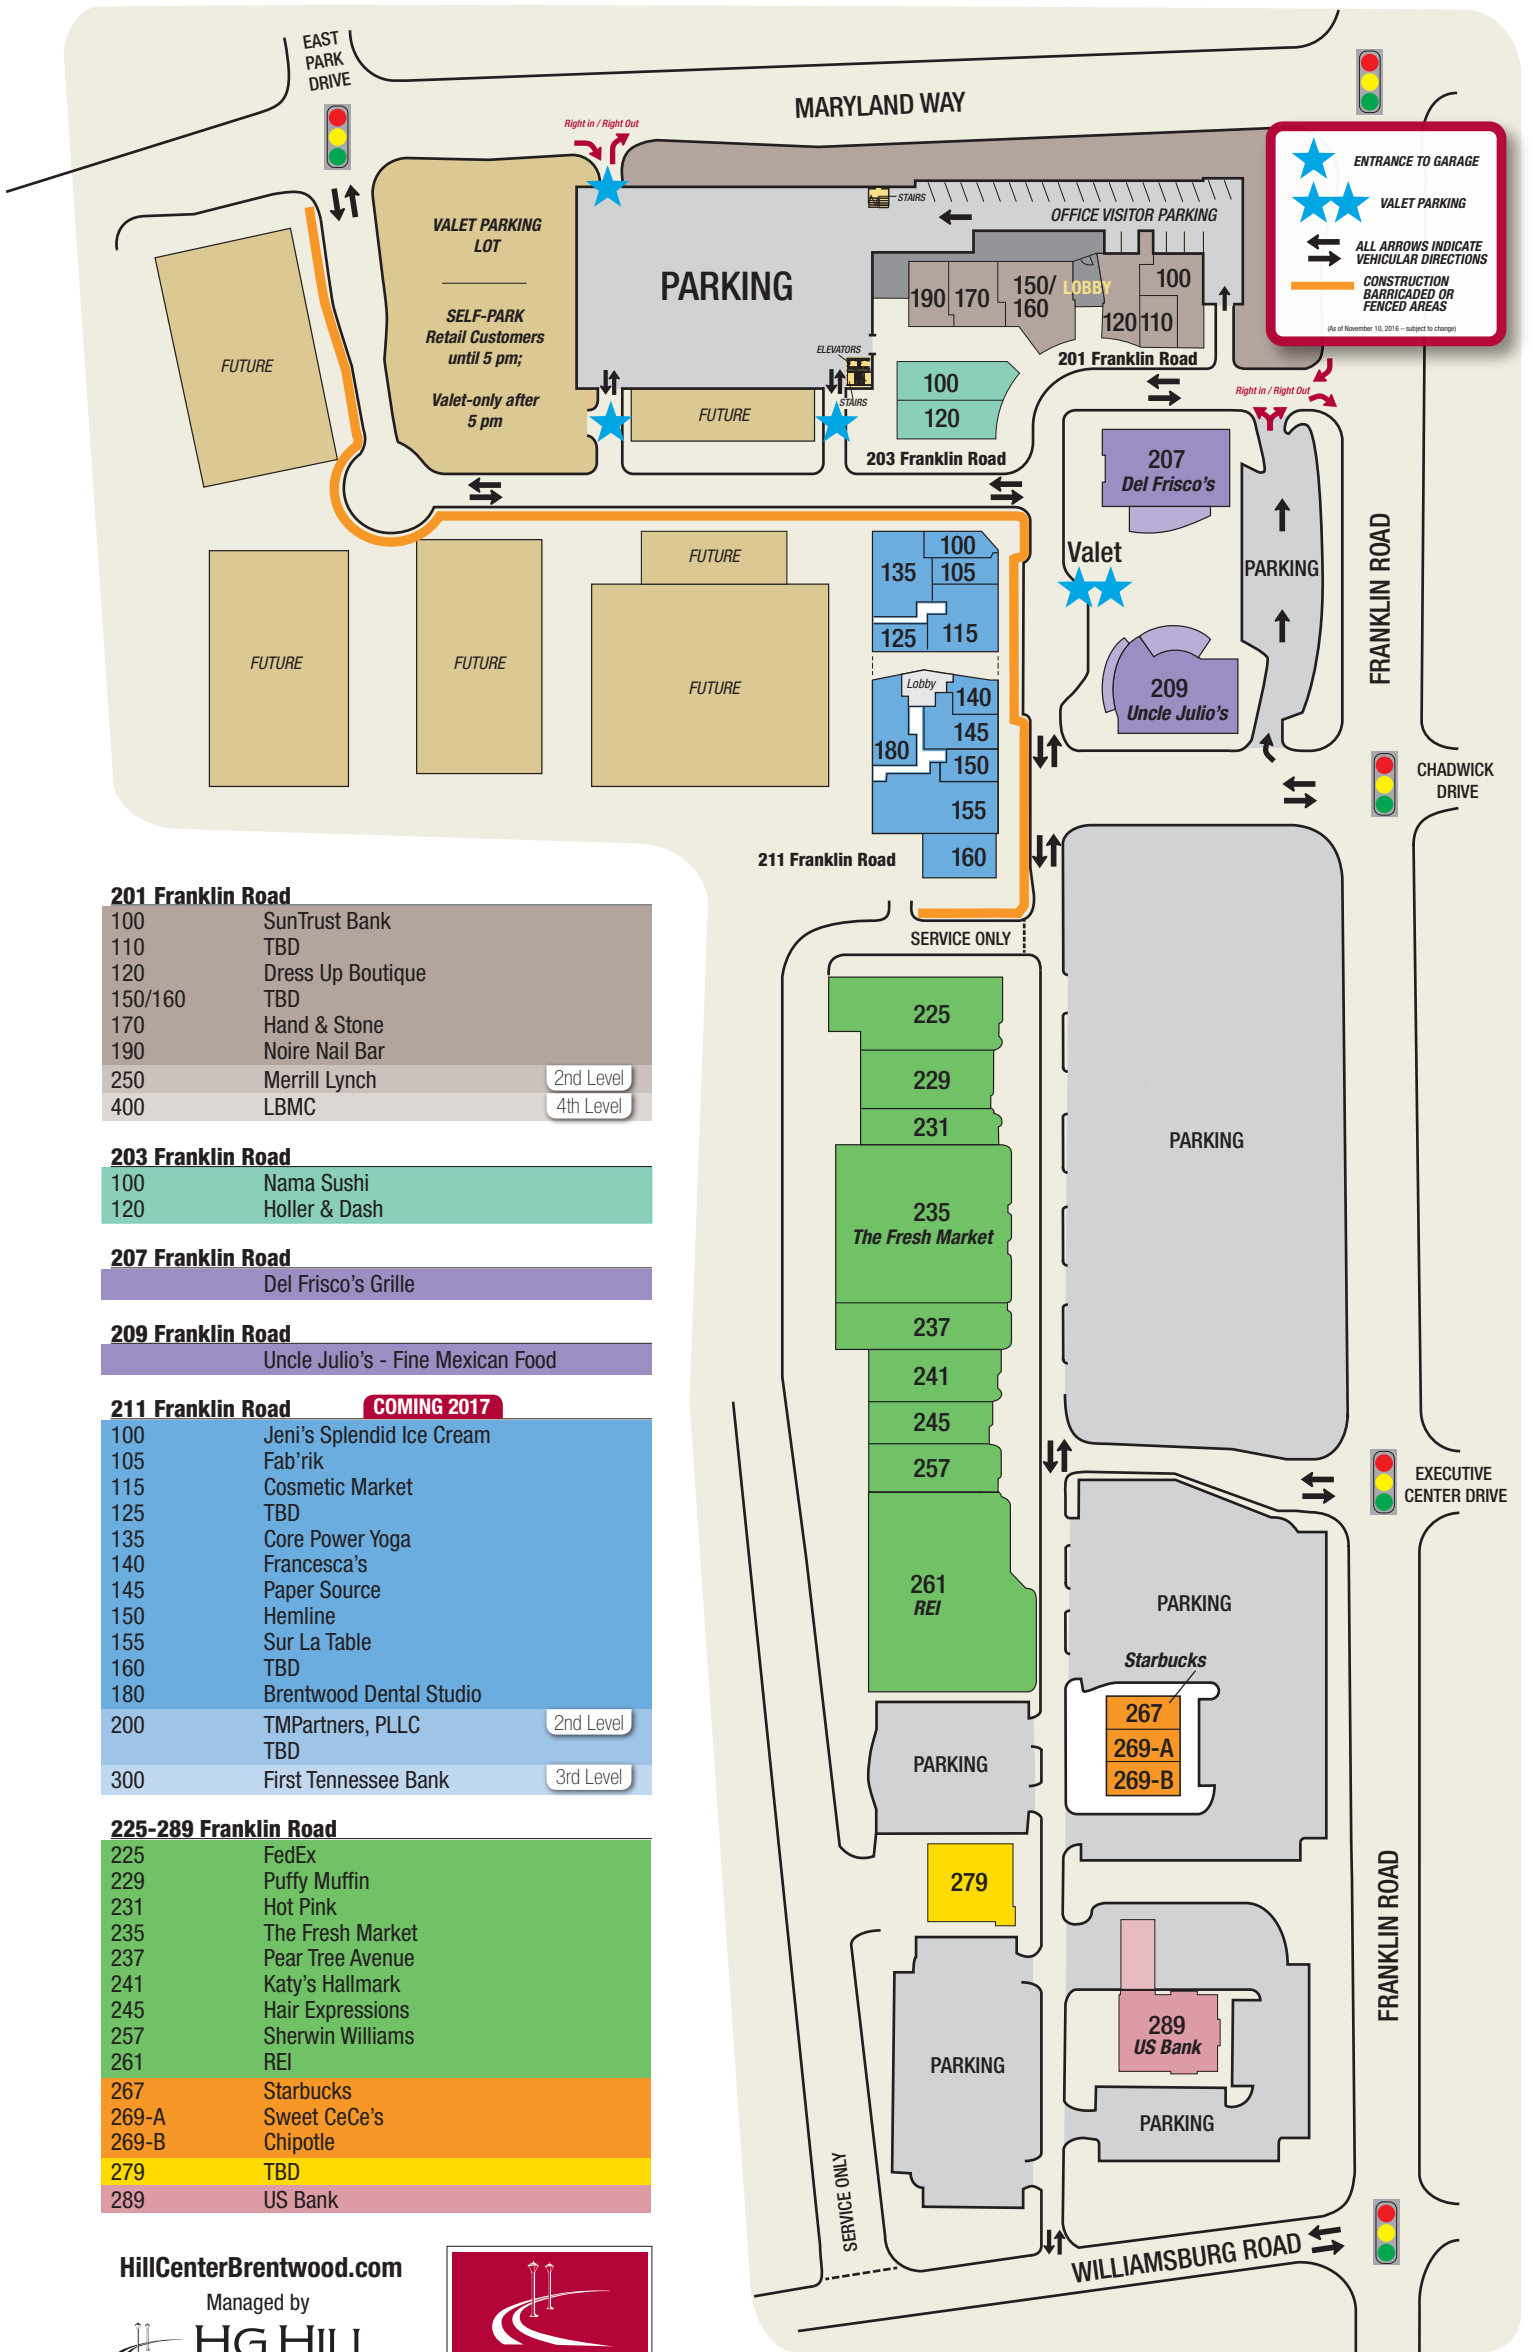 EAST
PARK
DRIVE
MARYLAND WAY
Right in / Right Out
ENTRANCE TO GARAGE
VALET PARKING
ALL ARROWS INDICATE
VEHICULAR DIRECTIONS
CONSTRUCTION
BARRICADED OR
FENCED AREAS
(As of November 10, 2016 – subject to change)
STAIRS
OFFICE VISITOR PARKING
VALET PARKING
LOT
SELF-PARK
Retail Customers
until 5 pm;
Valet-only after
5 pm
PARKING
190
170
150/
160
LOBBY
120
110
100
201 Franklin Road
ELEVATORS
STAIRS
FUTURE
FUTURE
100
120
203 Franklin Road
Right in / Right Out
207
Del Frisco's
Valet
PARKING
FRANKLIN ROAD
209
Uncle Julio's
FUTURE
FUTURE
FUTURE
FUTURE
135
100
105
125
115
Lobby
140
145
180
150
155
160
211 Franklin Road
CHADWICK
DRIVE
SERVICE ONLY
225
229
231
235
The Fresh Market
237
241
245
257
261
REI
PARKING
EXECUTIVE
CENTER DRIVE
PARKING
Starbucks
267
269-A
269-B
PARKING
279
FRANKLIN ROAD
289
US Bank
PARKING
PARKING
SERVICE ONLY
WILLIAMSBURG ROAD
201 Franklin Road
100 SunTrust Bank
110 TBD
120 Dress Up Boutique
150/160 TBD
170 Hand & Stone
190 Noire Nail Bar
250 Merrill Lynch 2nd Level
400 LBMC 4th Level
203 Franklin Road
100 Nama Sushi
120 Holler & Dash
207 Franklin Road
Del Frisco's Grille
209 Franklin Road
Uncle Julio's - Fine Mexican Food
211 Franklin Road COMING 2017
100 Jeni's Splendid Ice Cream
105 Fab'rik
115 Cosmetic Market
125 TBD
135 Core Power Yoga
140 Francesca's
145 Paper Source
150 Hemline
155 Sur La Table
160 TBD
180 Brentwood Dental Studio
200 TMPartners, PLLC 2nd Level
TBD
300 First Tennessee Bank 3rd Level
225-289 Franklin Road
225 FedEx
229 Puffy Muffin
231 Hot Pink
235 The Fresh Market
237 Pear Tree Avenue
241 Katy's Hallmark
245 Hair Expressions
257 Sherwin Williams
261 REI
267 Starbucks
269-A Sweet CeCe's
269-B Chipotle
279 TBD
289 US Bank
HillCenterBrentwood.com
Managed by
HG HILL